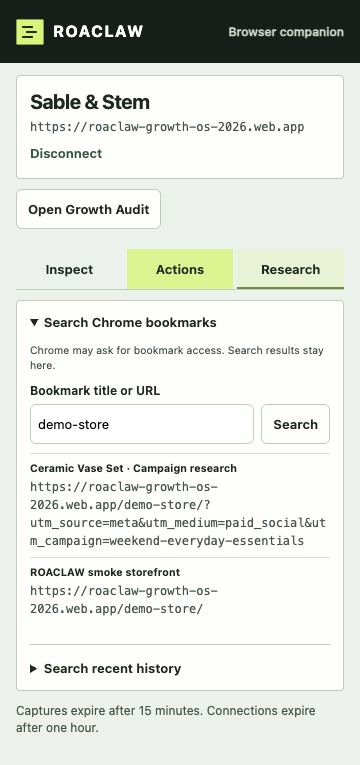 ROACLAW
Browser companion
Sable & Stem
https://roaclaw-growth-os-2026.web.app
Disconnect
Open Growth Audit
Inspect
Actions
Research
Search Chrome bookmarks
Chrome may ask for bookmark access. Search results stay
here.
Bookmark title or URL
demo-store
Search
Ceramic Vase Set · Campaign research
https://roaclaw-growth-os-
2026.web.app/demo-store/?
utm_source=meta&utm_medium=paid_social&ut
m_campaign=weekend-everyday-essentials
ROACLAW smoke storefront
https://roaclaw-growth-os-
2026.web.app/demo-store/
Search recent history
Captures expire after 15 minutes. Connections expire
after one hour.